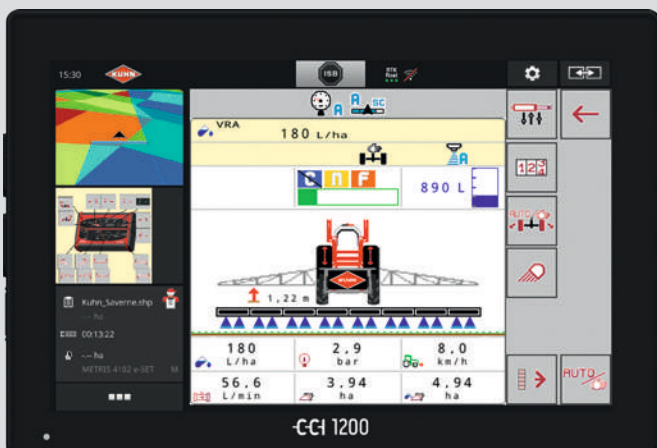 15:30
KUHN
ISB
RTK
float
A
A
SC
VRA
180 L/ha
A
n F
890 L
1,22 m
180
L/ha
2,9
bar
8,0
km/h
56.6
L/min
3,94
ha
4,94
ha
Kuhn_Saverne.shp
--- ha
00:13:22
-.-- ha
METRIS 4102 e-SET M
AUTO
AUTO
CCI 1200